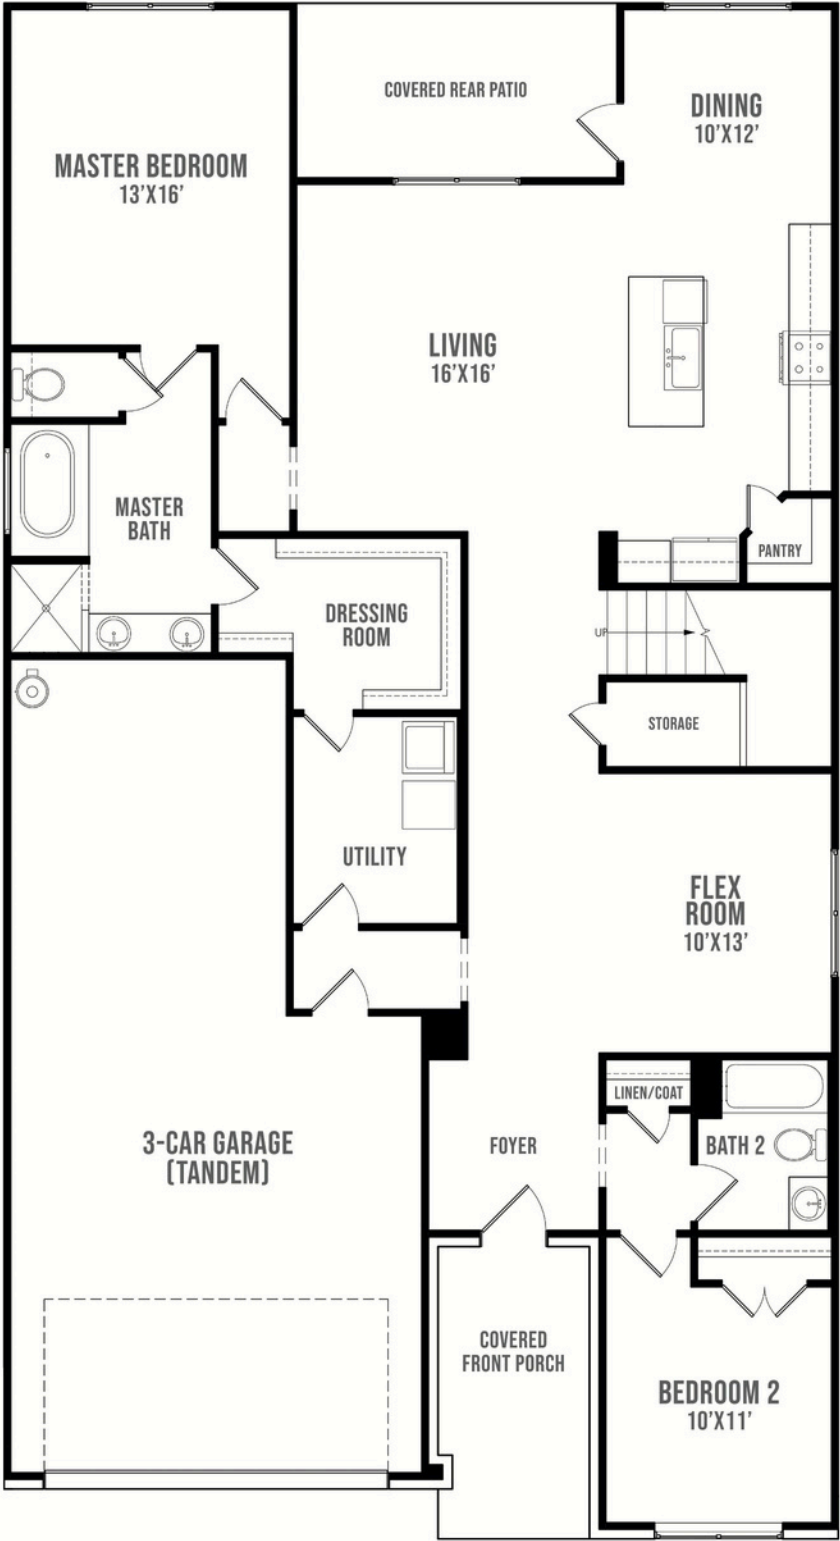 COVERED REAR PATIO
DINING
10'X12'
MASTER BEDROOM
13'X16'
LIVING
16'X16'
MASTER
BATH
PANTRY
DRESSING
ROOM
UP
STORAGE
UTILITY
FLEX
ROOM
10'X13'
LINEN/COAT
3-CAR GARAGE
(TANDEM)
FOYER
BATH 2
COVERED
FRONT PORCH
BEDROOM 2
10'X11'